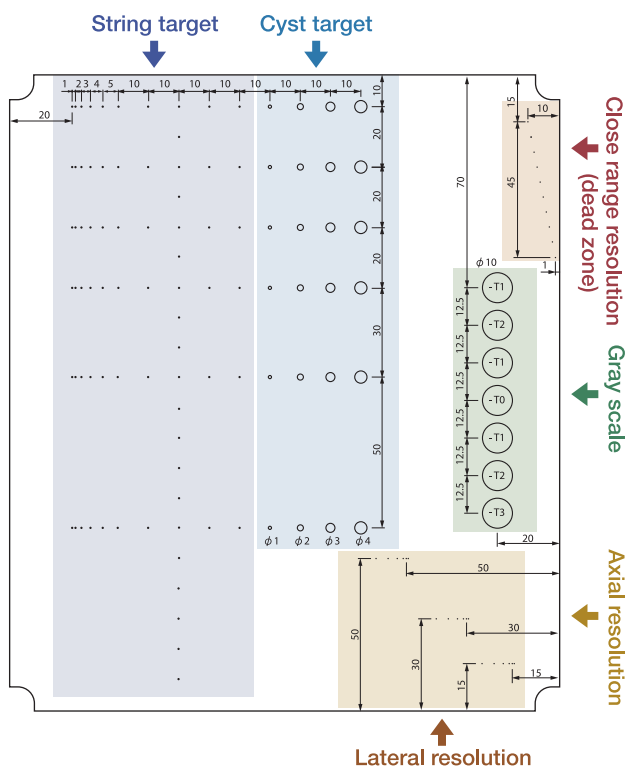 String target
Cyst target
1 2 3 4 5 10 10 10 10 10 10 10 10
10
15
10
20
20
45
70
20
1
20
φ10
-T1
12.5
-T2
30
12.5
-T1
12.5
-T0
12.5
-T1
50
12.5
-T2
12.5
-T3
φ1 φ2 φ3 φ4
20
50
50
30
30
15
15
Close range resolution
(dead zone)
Gray scale
Axial resolution
Lateral resolution